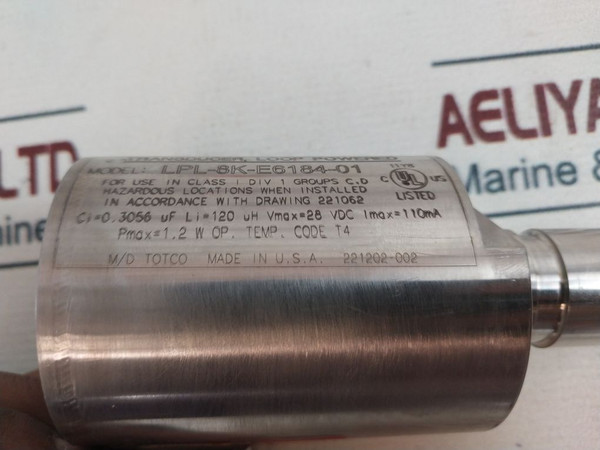 LTD
AELIYA
Marine &
TRANSDUCER, LOOP POWERED
MODEL: LPL-8K-E6184-01
FOR USE IN CLASS I DIV 1 GROUPS C,D
HAZARDOUS LOCATIONS WHEN INSTALLED
IN ACCORDANCE WITH DRAWING 221062
C UL US
LISTED
Ci=0.3056 uF Li=120 uH Vmax=28 VDC Imax=110mA
Pmax=1.2 W OP. TEMP. CODE T4
M/D TOTCO MADE IN U.S.A. 221202-002